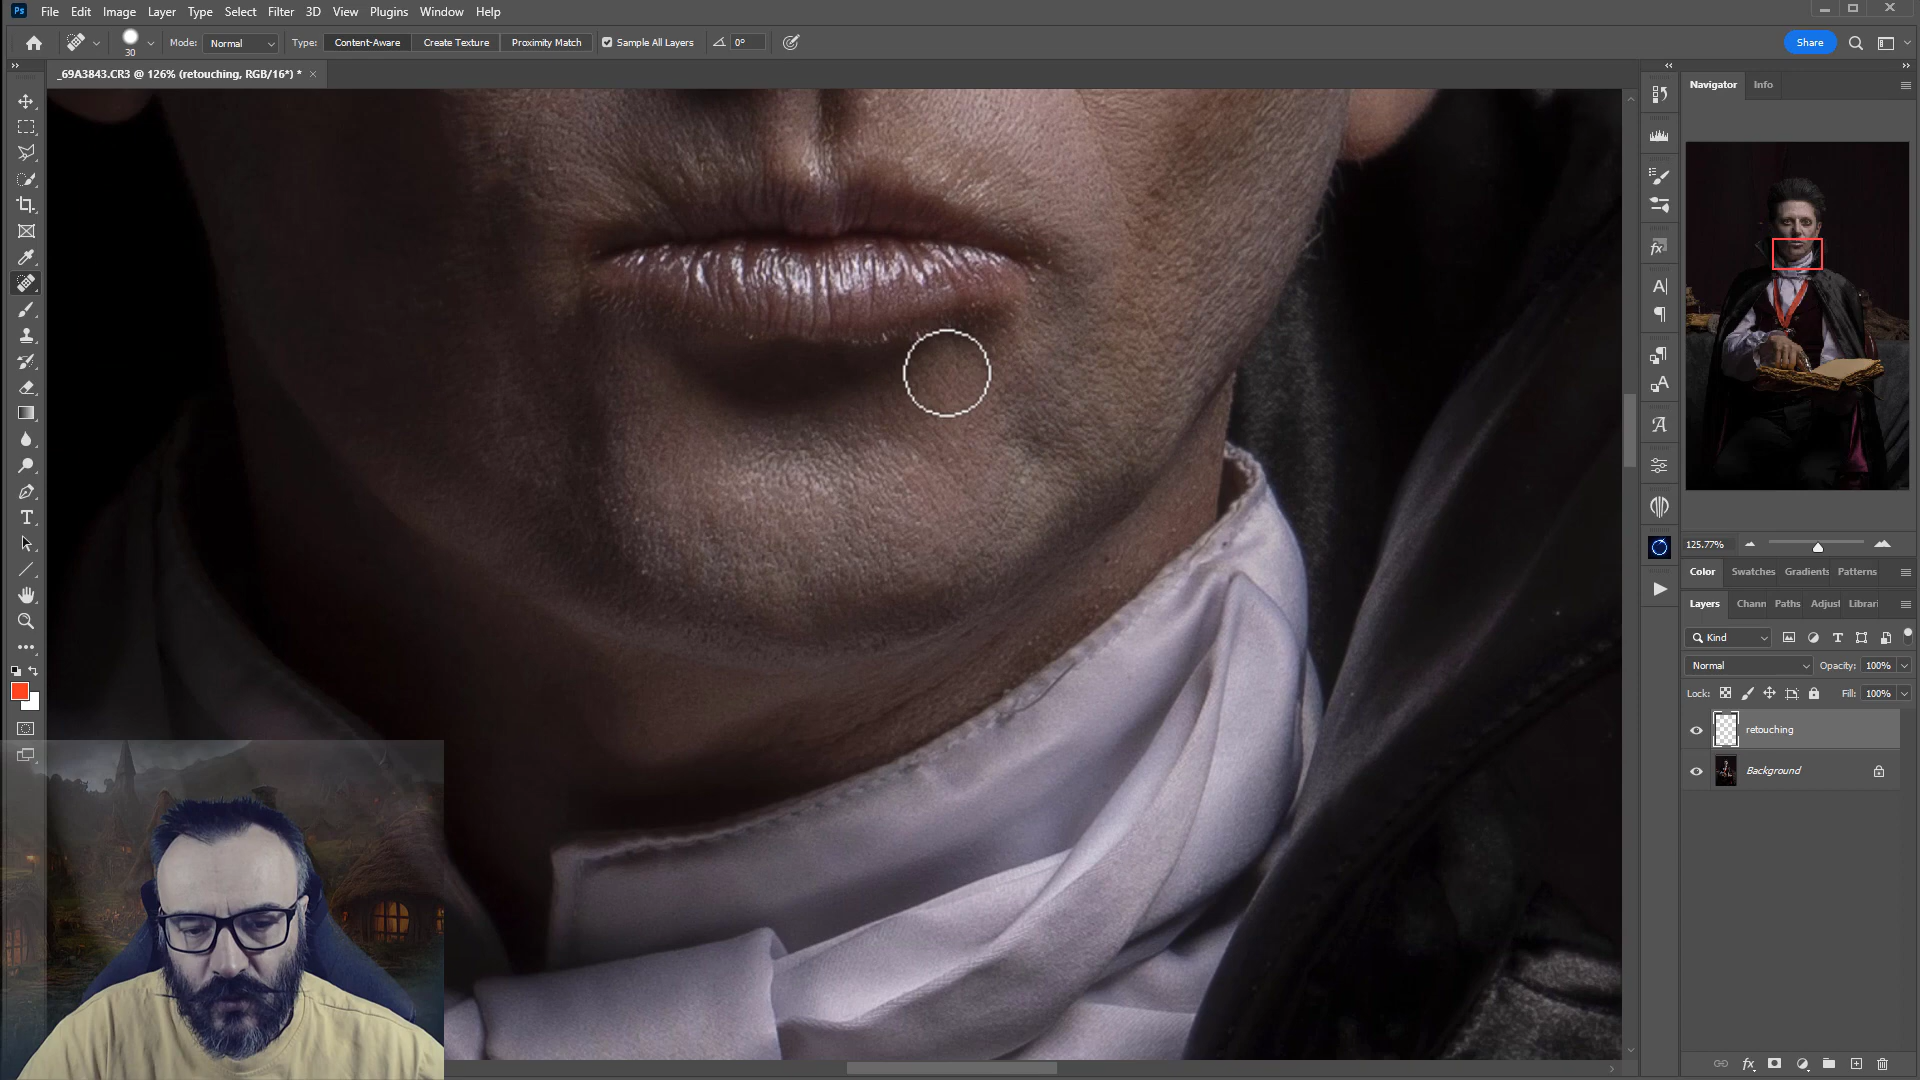 Ps File Edit Image Layer Type Select Filter 3D View Plugins Window Help
30 Mode: Normal Type: Content-Aware Create Texture Proximity Match Sample All Layers 0° Share
_69A3843.CR3 @ 126% (retouching, RGB/16*) *
Navigator Info
125.77%
Color Swatches Gradients Patterns
Layers Chann Paths Adjust Librari
Kind
Normal Opacity: 100%
Lock: Fill: 100%
retouching
Background